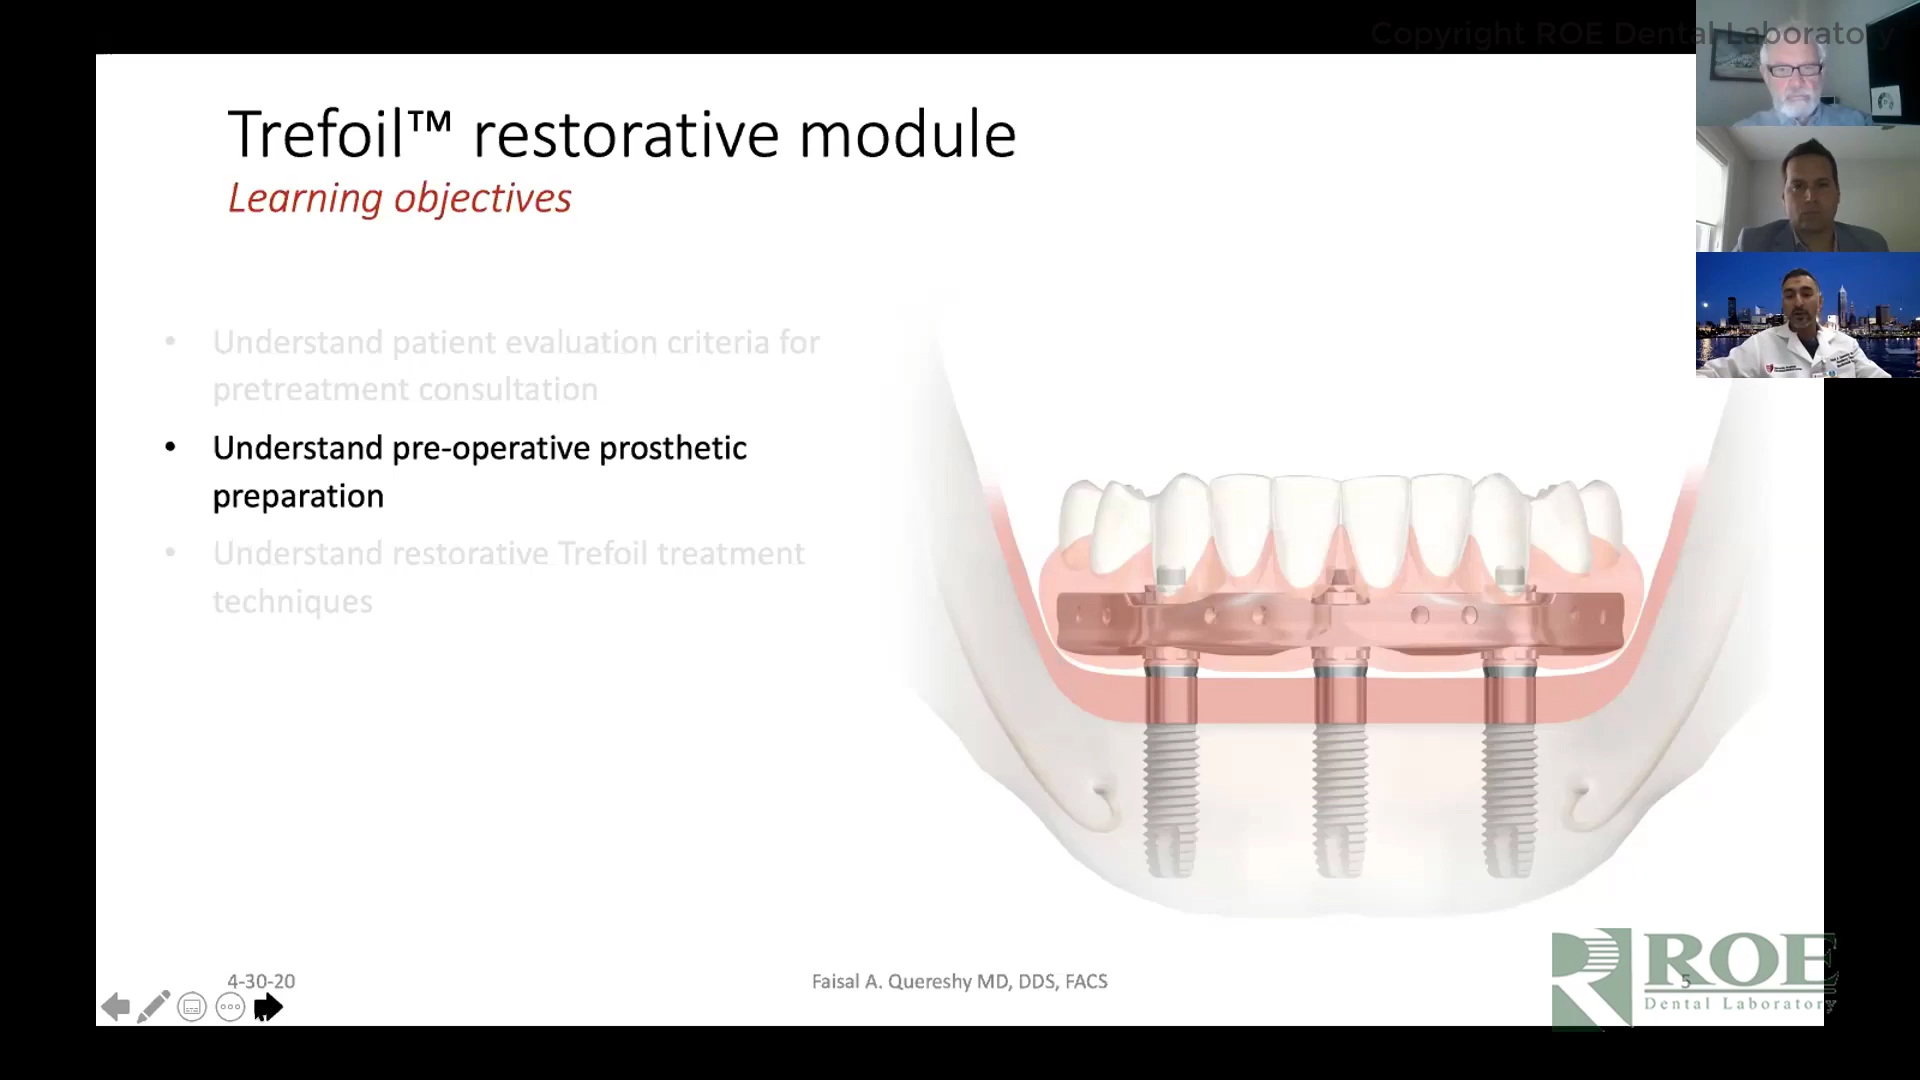 Copyright ROE Dental Laboratory
Trefoil™ restorative module
Learning objectives
• Understand patient evaluation criteria for
pretreatment consultation
• Understand pre-operative prosthetic
preparation
• Understand restorative Trefoil treatment
techniques
4-30-20
Faisal A. Quereshy MD, DDS, FACS
5
ROE
Dental Laboratory